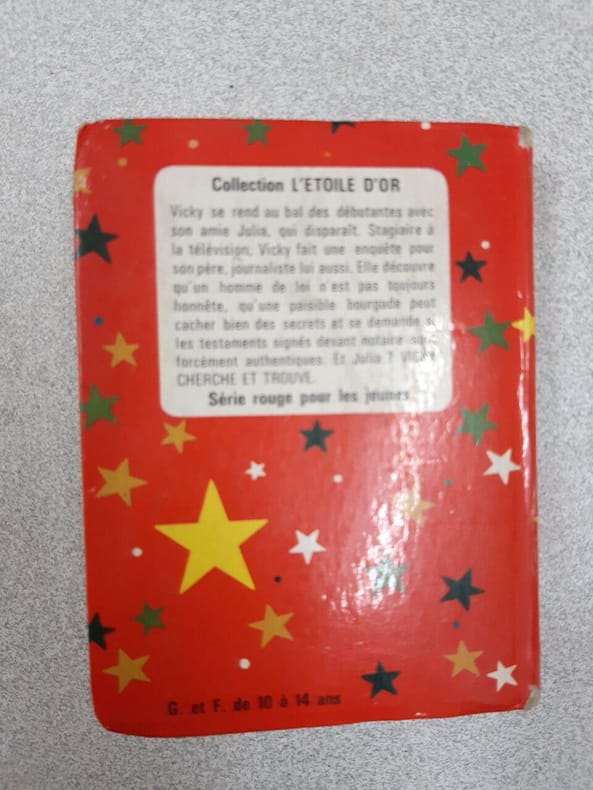 Collection L'ETOILE D'OR
Vicky se rend au bal des débutantes avec
son amie Julia, qui disparaît. Stagiaire à
la télévision, Vicky fait une enquête pour
son père, journaliste lui aussi. Elle découvre
qu'un homme de loi n'est pas toujours
honnête, qu'une paisible bourgade peut
cacher bien des secrets et se demande si
les testaments signés devant notaire sont
forcément authentiques. Et Julia ? VICKY
CHERCHE ET TROUVE.
Série rouge pour les jeunes
G. et F. de 10 à 14 ans